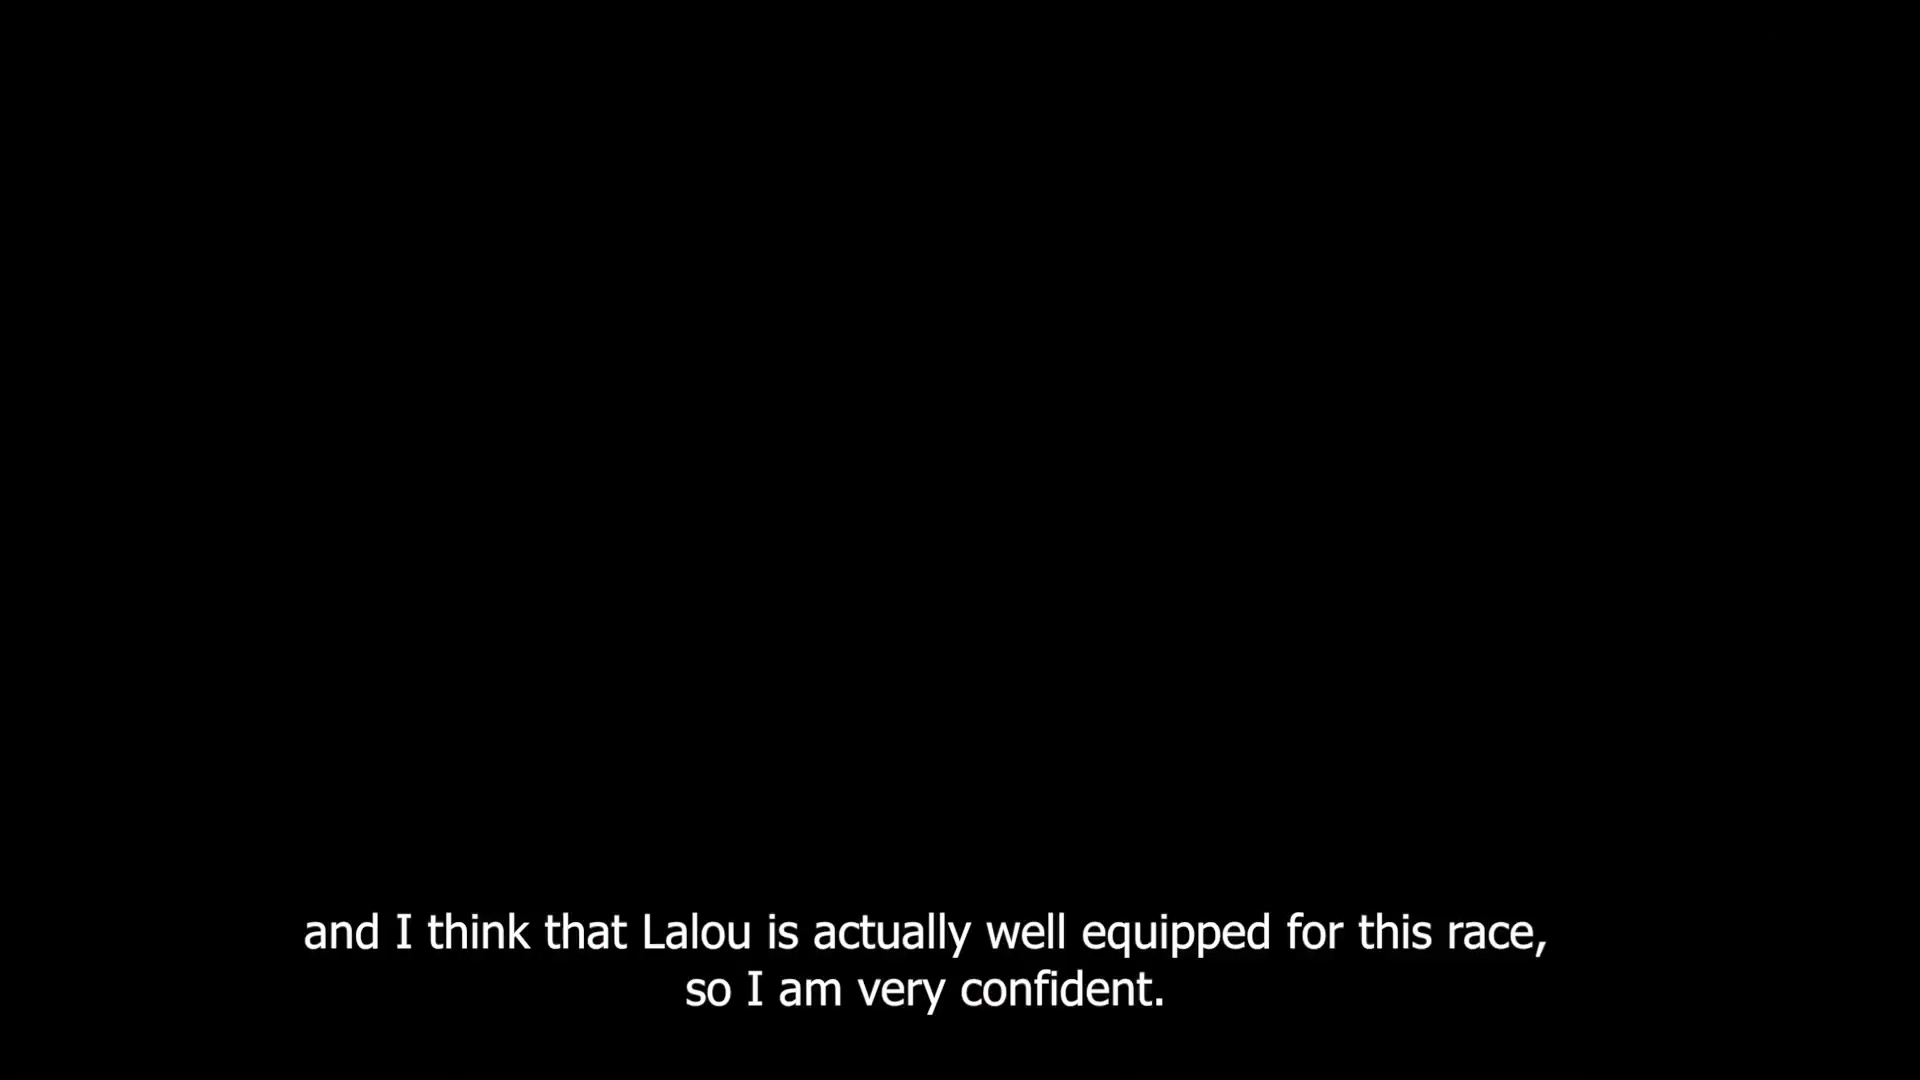 and I think that Lalou is actually well equipped for this race,
so I am very confident.